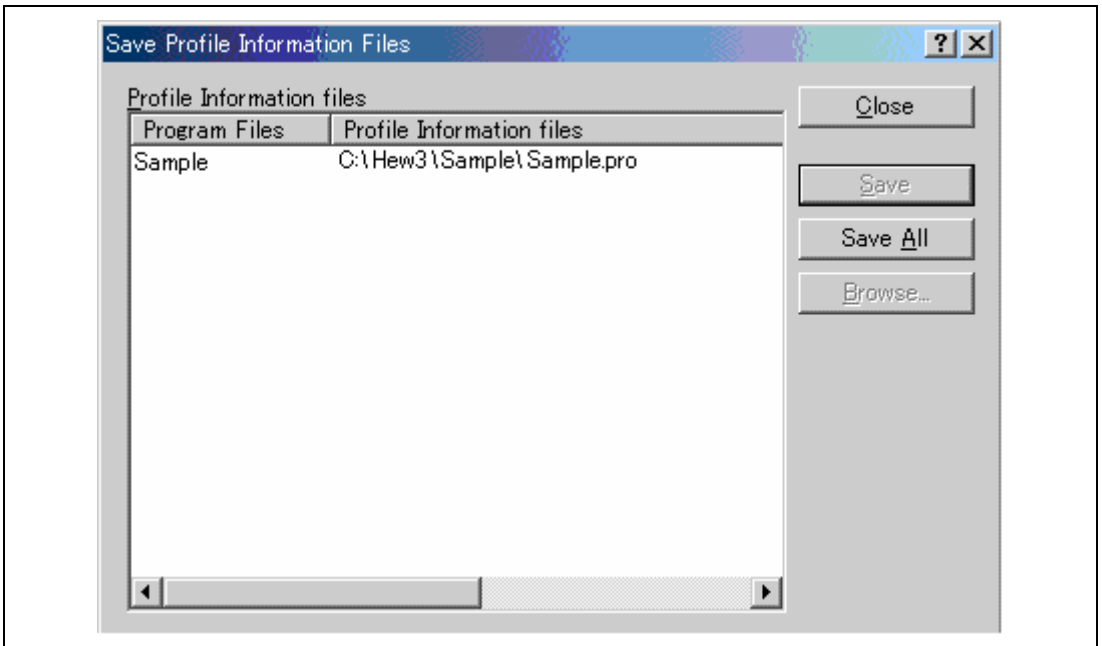 Save Profile Information Files
Profile Information files
Program Files Profile Information files
Sample C:\Hew3\Sample\Sample.pro
Close
Save
Save All
Browse...